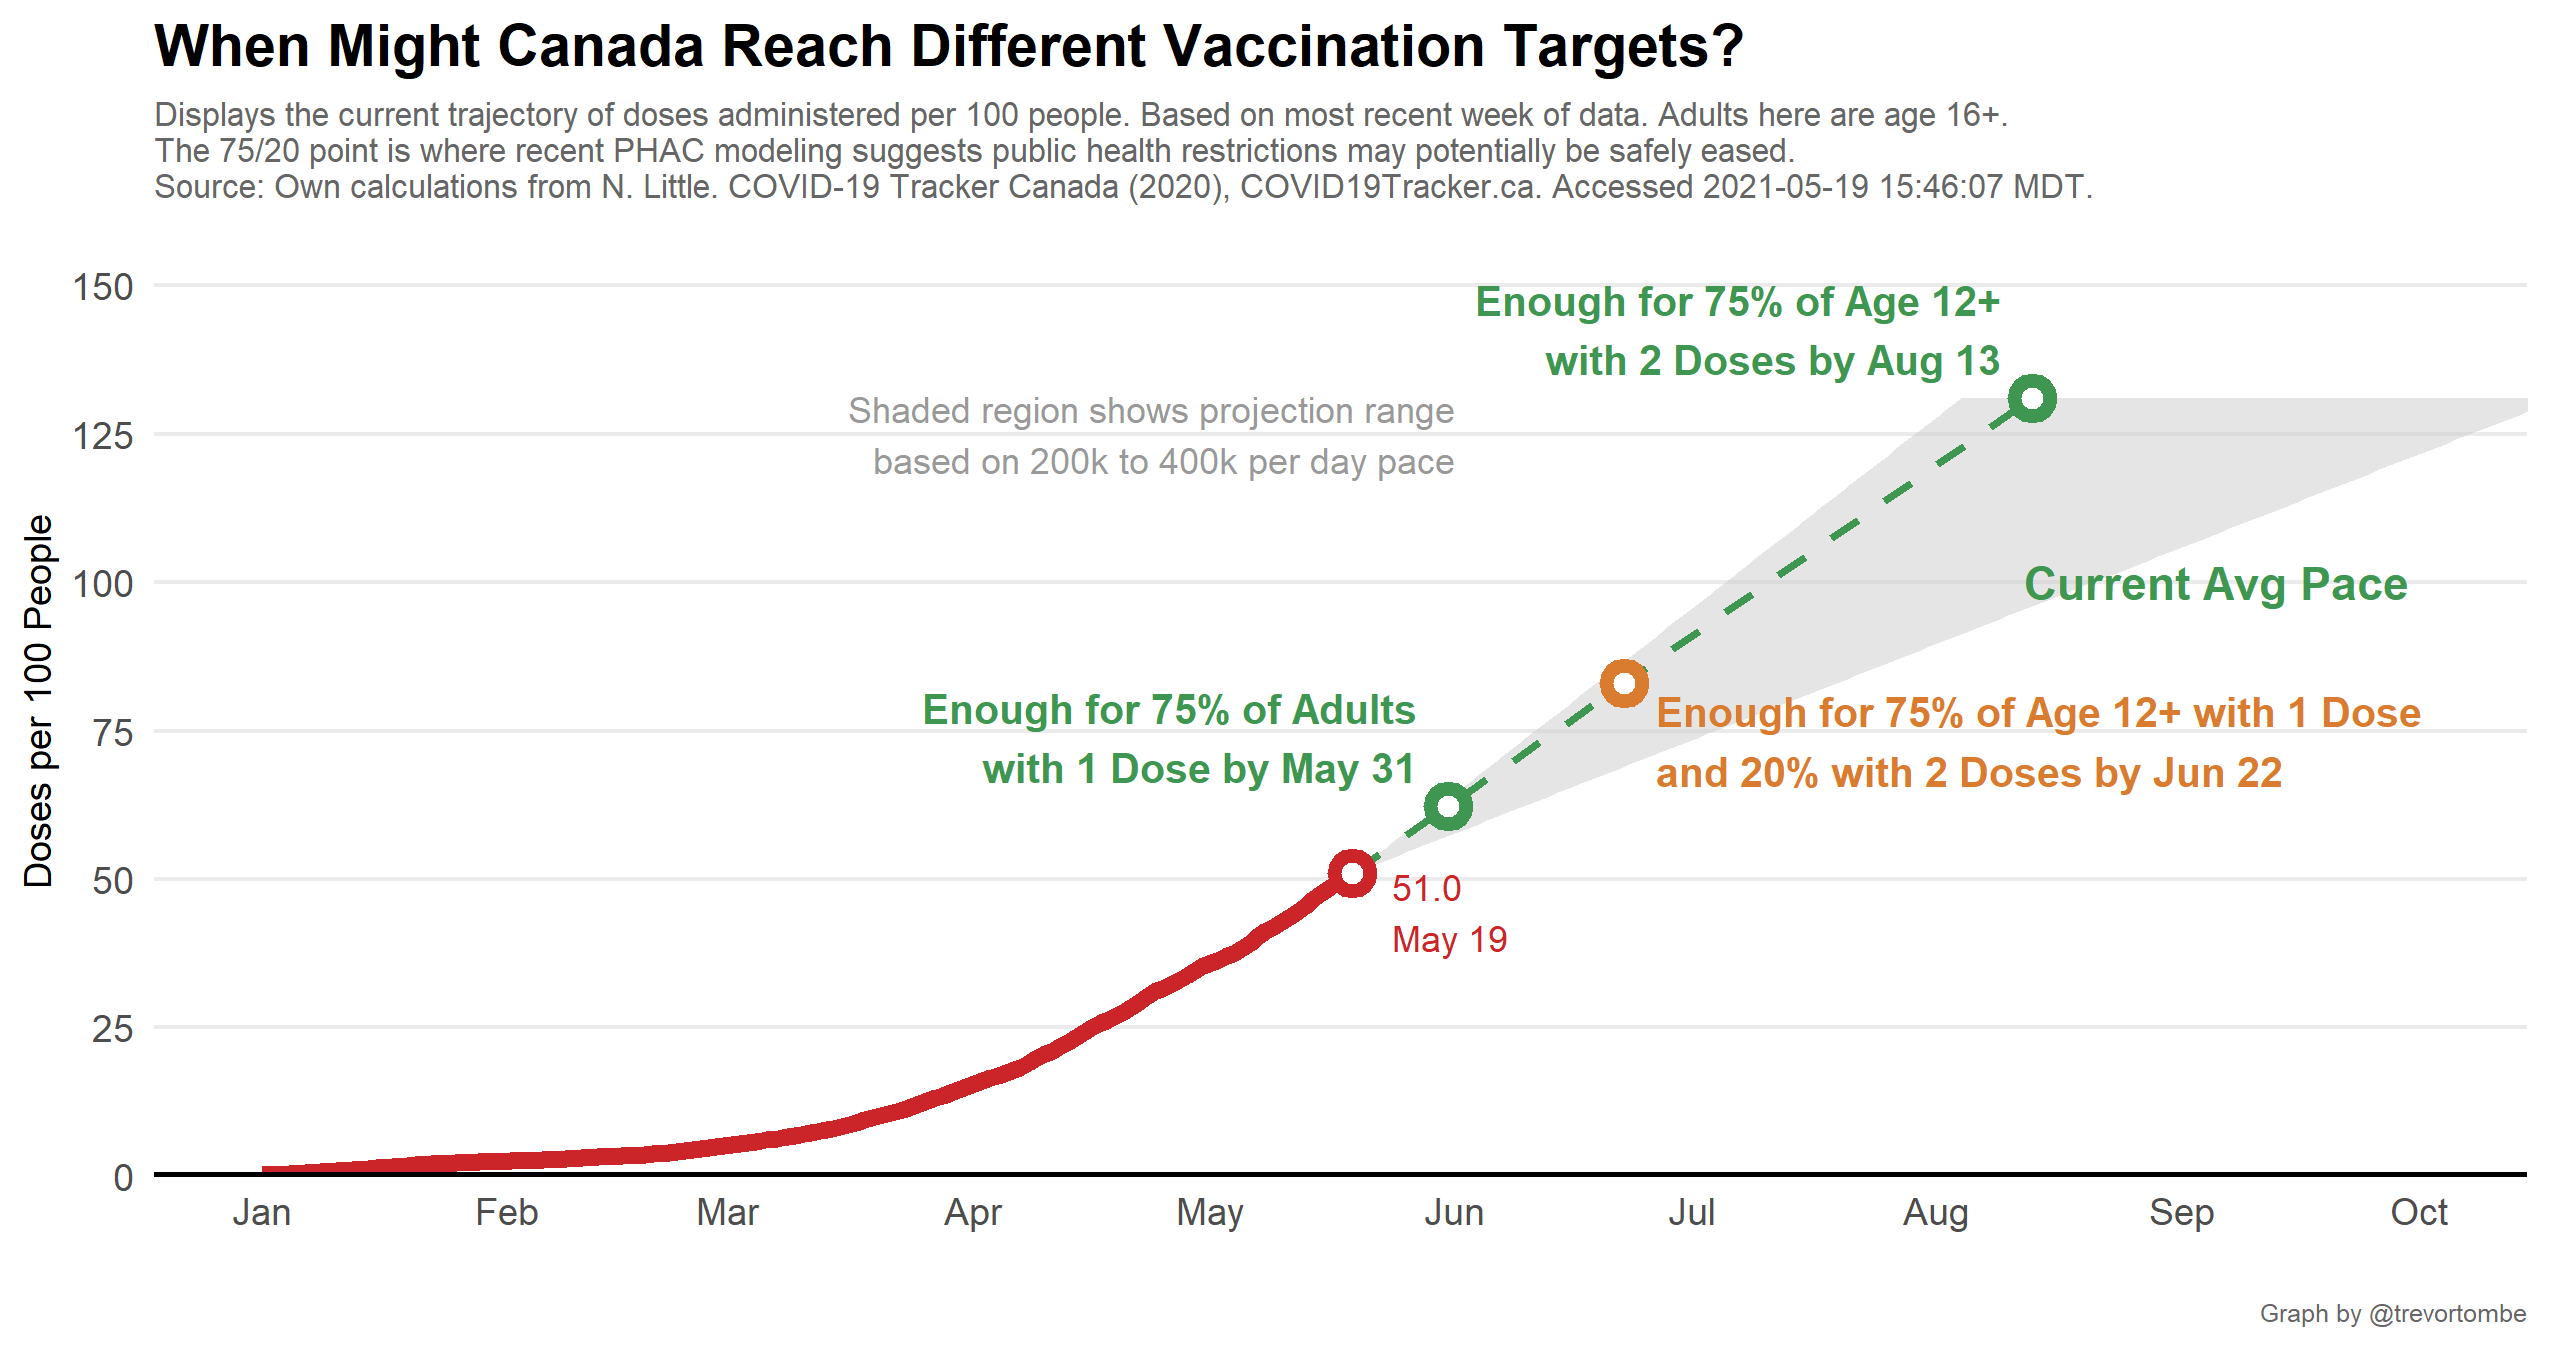 When Might Canada Reach Different Vaccination Targets?
Displays the current trajectory of doses administered per 100 people. Based on most recent week of data. Adults here are age 16+.
The 75/20 point is where recent PHAC modeling suggests public health restrictions may potentially be safely eased.
Source: Own calculations from N. Little. COVID-19 Tracker Canada (2020), COVID19Tracker.ca. Accessed 2021-05-19 15:46:07 MDT.
Doses per 100 People
150
125
100
75
50
25
0
Enough for 75% of Age 12+
with 2 Doses by Aug 13
Shaded region shows projection range
based on 200k to 400k per day pace
Current Avg Pace
Enough for 75% of Adults
with 1 Dose by May 31
Enough for 75% of Age 12+ with 1 Dose
and 20% with 2 Doses by Jun 22
51.0
May 19
Jan
Feb
Mar
Apr
May
Jun
Jul
Aug
Sep
Oct
Graph by @trevortombe